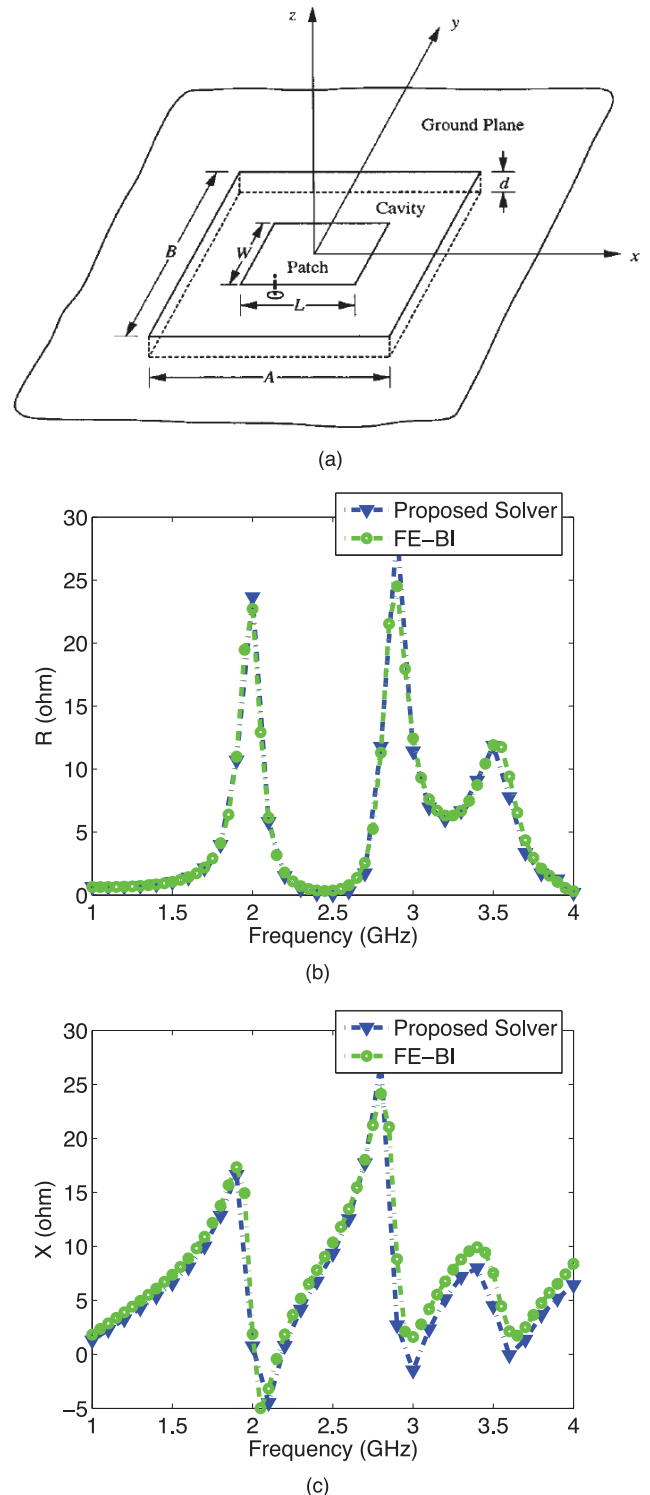 z
y
Ground Plane
d
Cavity
B
W
Patch
x
L
A
(a)
Proposed Solver
FE-BI
30
25
20
15
10
5
0
R (ohm)
1 1.5 2 2.5 3 3.5 4
Frequency (GHz)
(b)
Proposed Solver
FE-BI
30
25
20
15
10
5
0
−5
X (ohm)
1 1.5 2 2.5 3 3.5 4
Frequency (GHz)
(c)